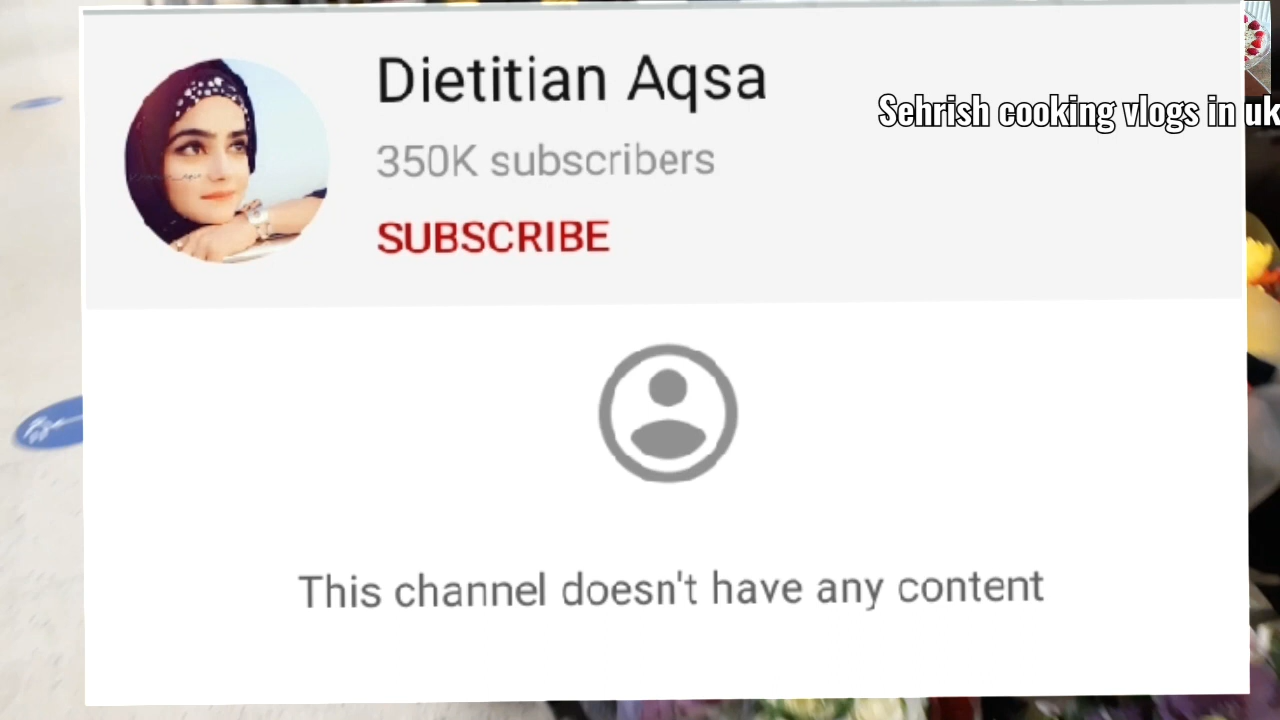 Dietitian Aqsa
350K subscribers
SUBSCRIBE
Sehrish cooking vlogs in uk
This channel doesn't have any content